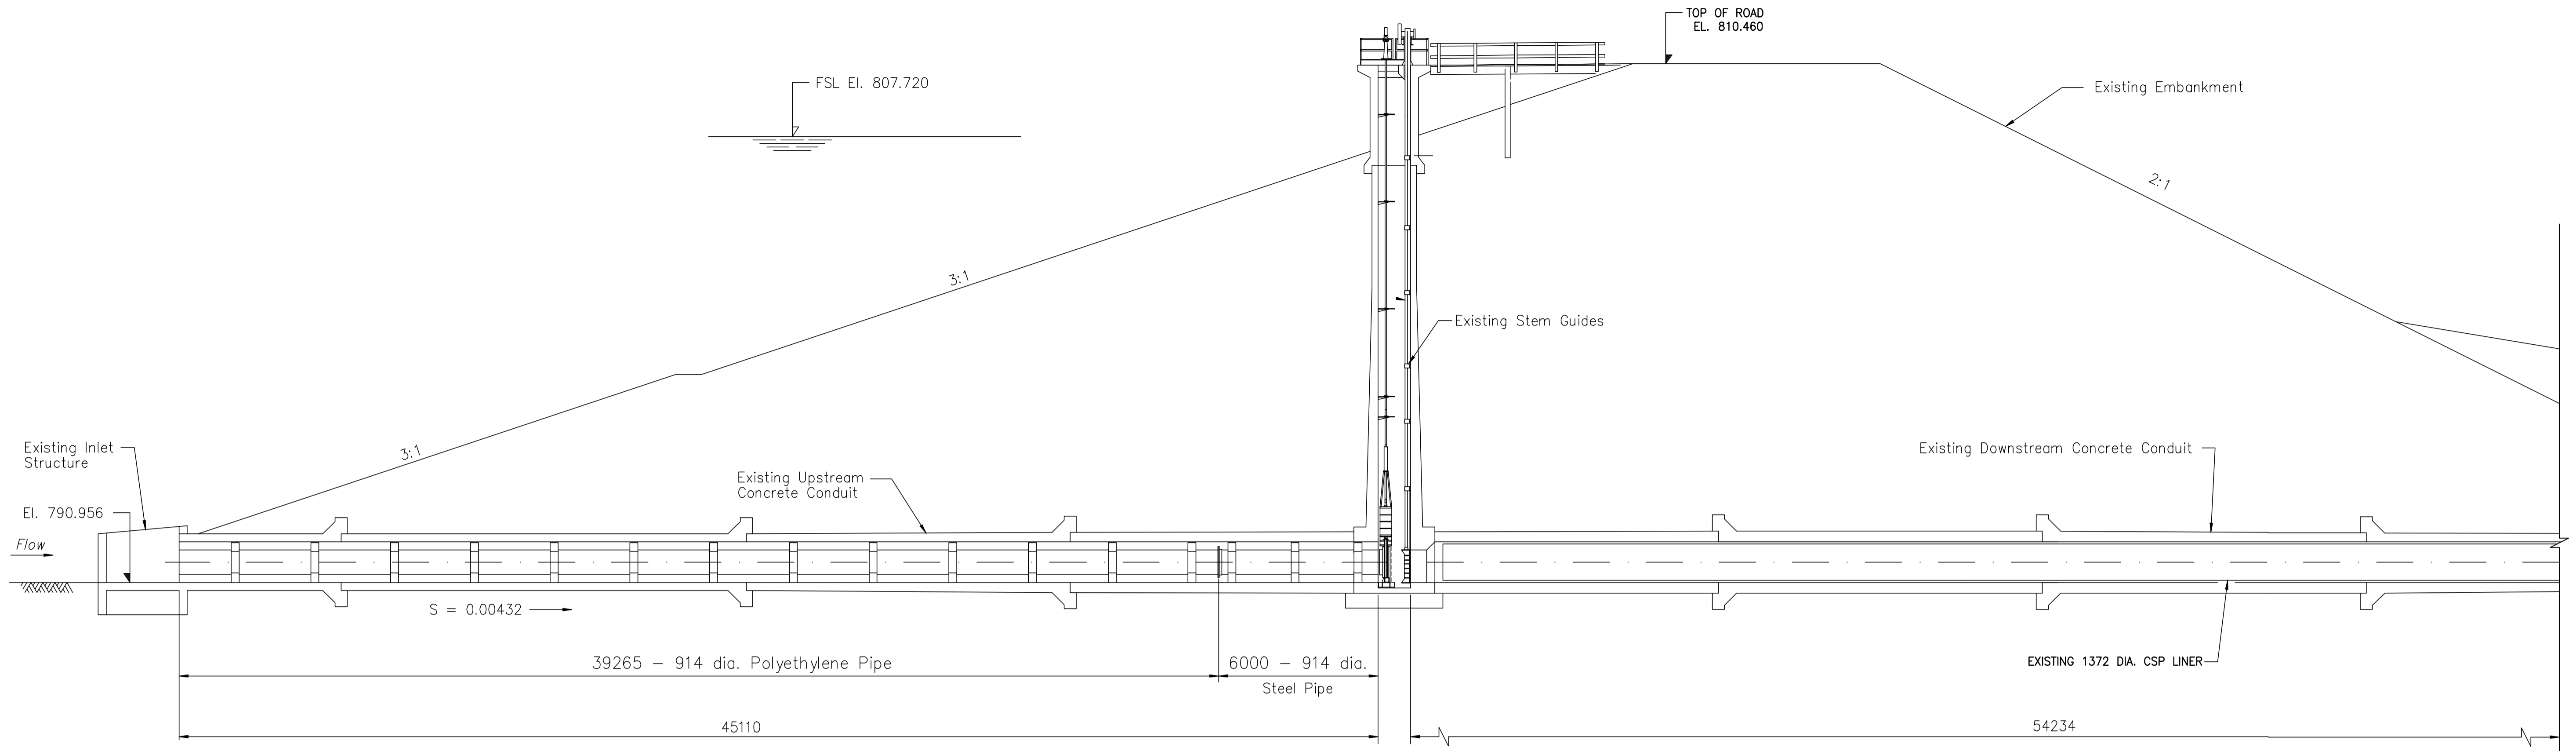 TOP OF ROAD
EL. 810.460
FSL El. 807.720
Existing Embankment
2:1
3:1
Existing Stem Guides
3:1
Existing Inlet
Structure
Existing Upstream
Concrete Conduit
Existing Downstream Concrete Conduit
El. 790.956
Flow
S = 0.00432
39265 - 914 dia. Polyethylene Pipe
6000 - 914 dia.
Steel Pipe
EXISTING 1372 DIA. CSP LINER
45110
54234